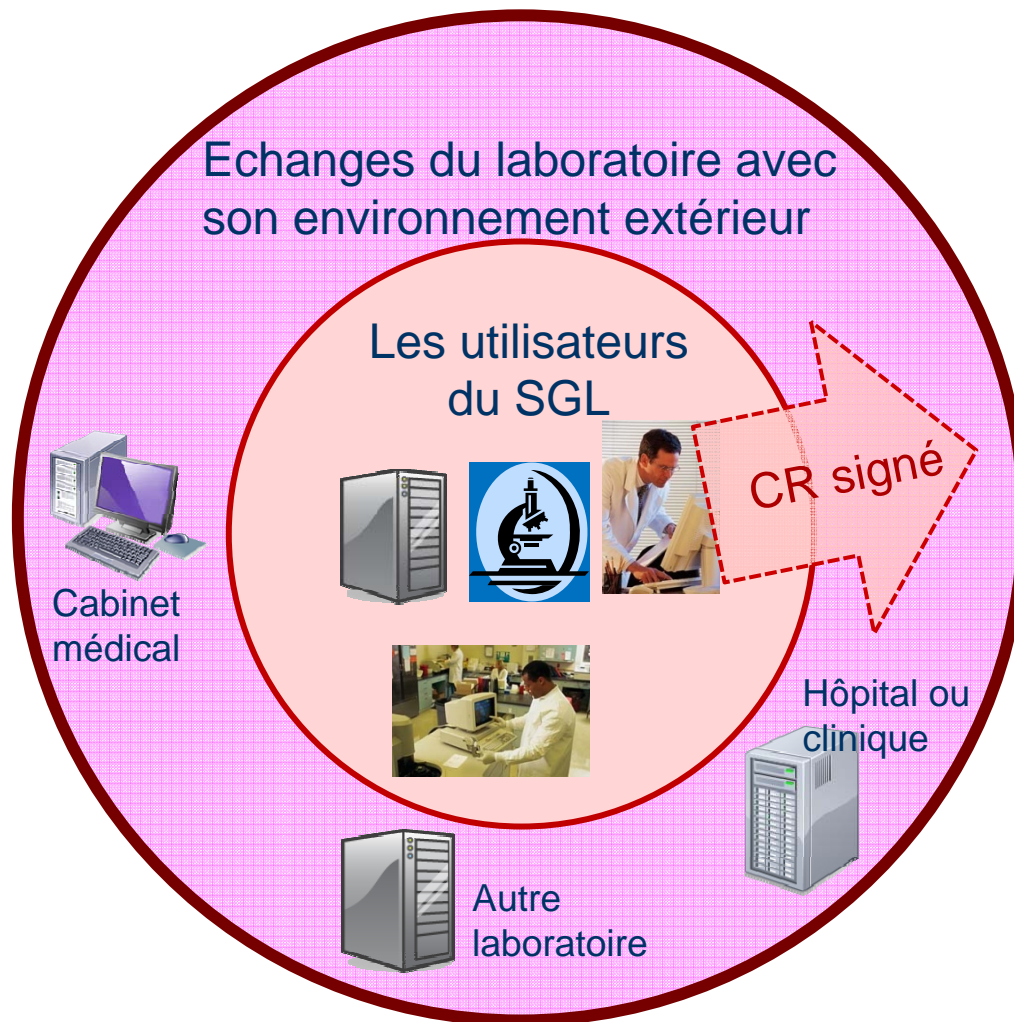 Echanges du laboratoire avec
son environnement extérieur
Les utilisateurs
du SGL
CR signé
Cabinet
médical
Hôpital ou
clinique
Autre
laboratoire